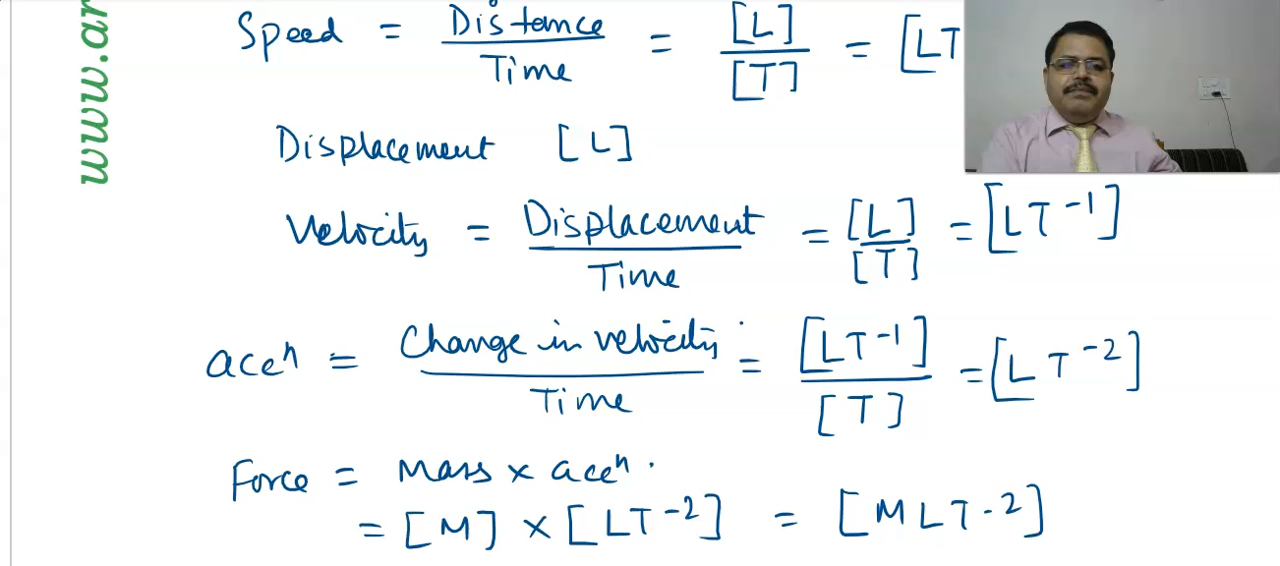 www.ar
Speed = Distance / Time = [L] / [T] = [LT
Displacement [L]
Velocity = Displacement / Time = [L] / [T] = [LT⁻¹]
aceⁿ = Change in velocity / Time = [LT⁻¹] / [T] = [LT⁻²]
Force = Mass × aceⁿ.
= [M] × [LT⁻²] = [MLT-2]